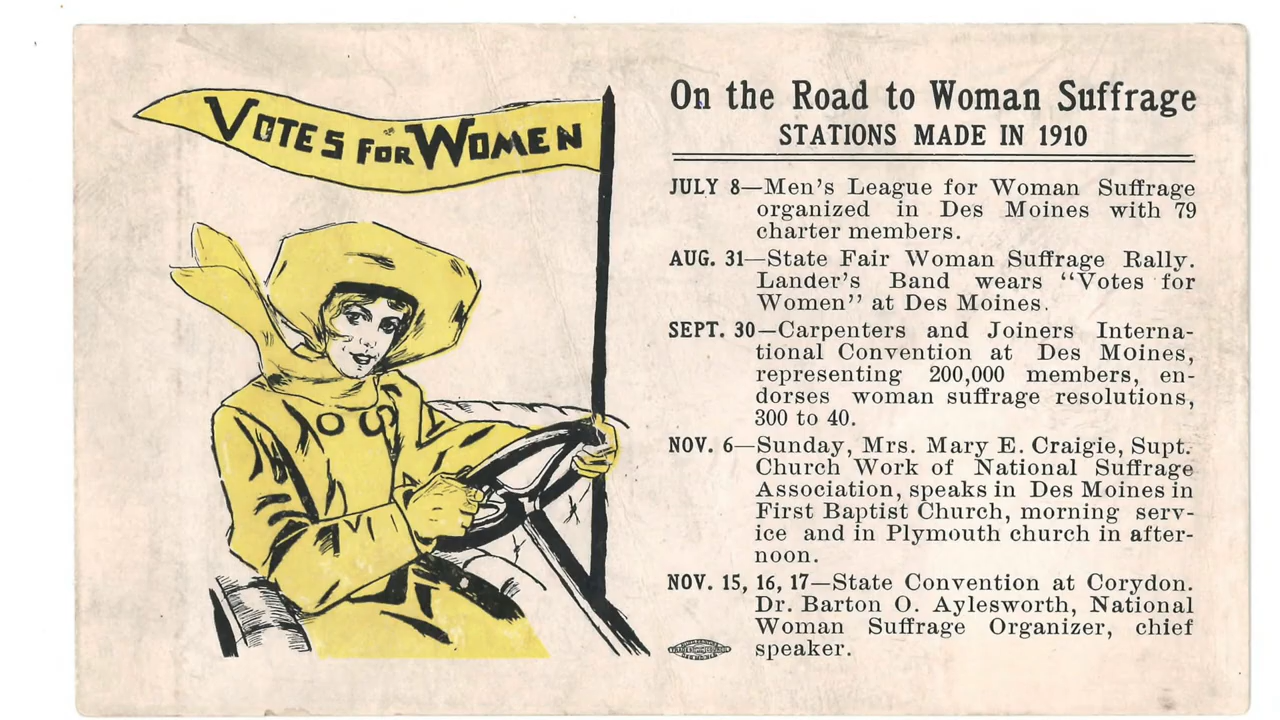 VOTES FOR WOMEN
On the Road to Woman Suffrage
STATIONS MADE IN 1910
JULY 8—Men's League for Woman Suffrage
organized in Des Moines with 79
charter members.
AUG. 31—State Fair Woman Suffrage Rally.
Lander's Band wears "Votes for
Women" at Des Moines.
SEPT. 30—Carpenters and Joiners Interna-
tional Convention at Des Moines,
representing 200,000 members, en-
dorses woman suffrage resolutions,
300 to 40.
NOV. 6—Sunday, Mrs. Mary E. Craigie, Supt.
Church Work of National Suffrage
Association, speaks in Des Moines in
First Baptist Church, morning serv-
ice and in Plymouth church in after-
noon.
NOV. 15, 16, 17—State Convention at Corydon.
Dr. Barton O. Aylesworth, National
Woman Suffrage Organizer, chief
speaker.